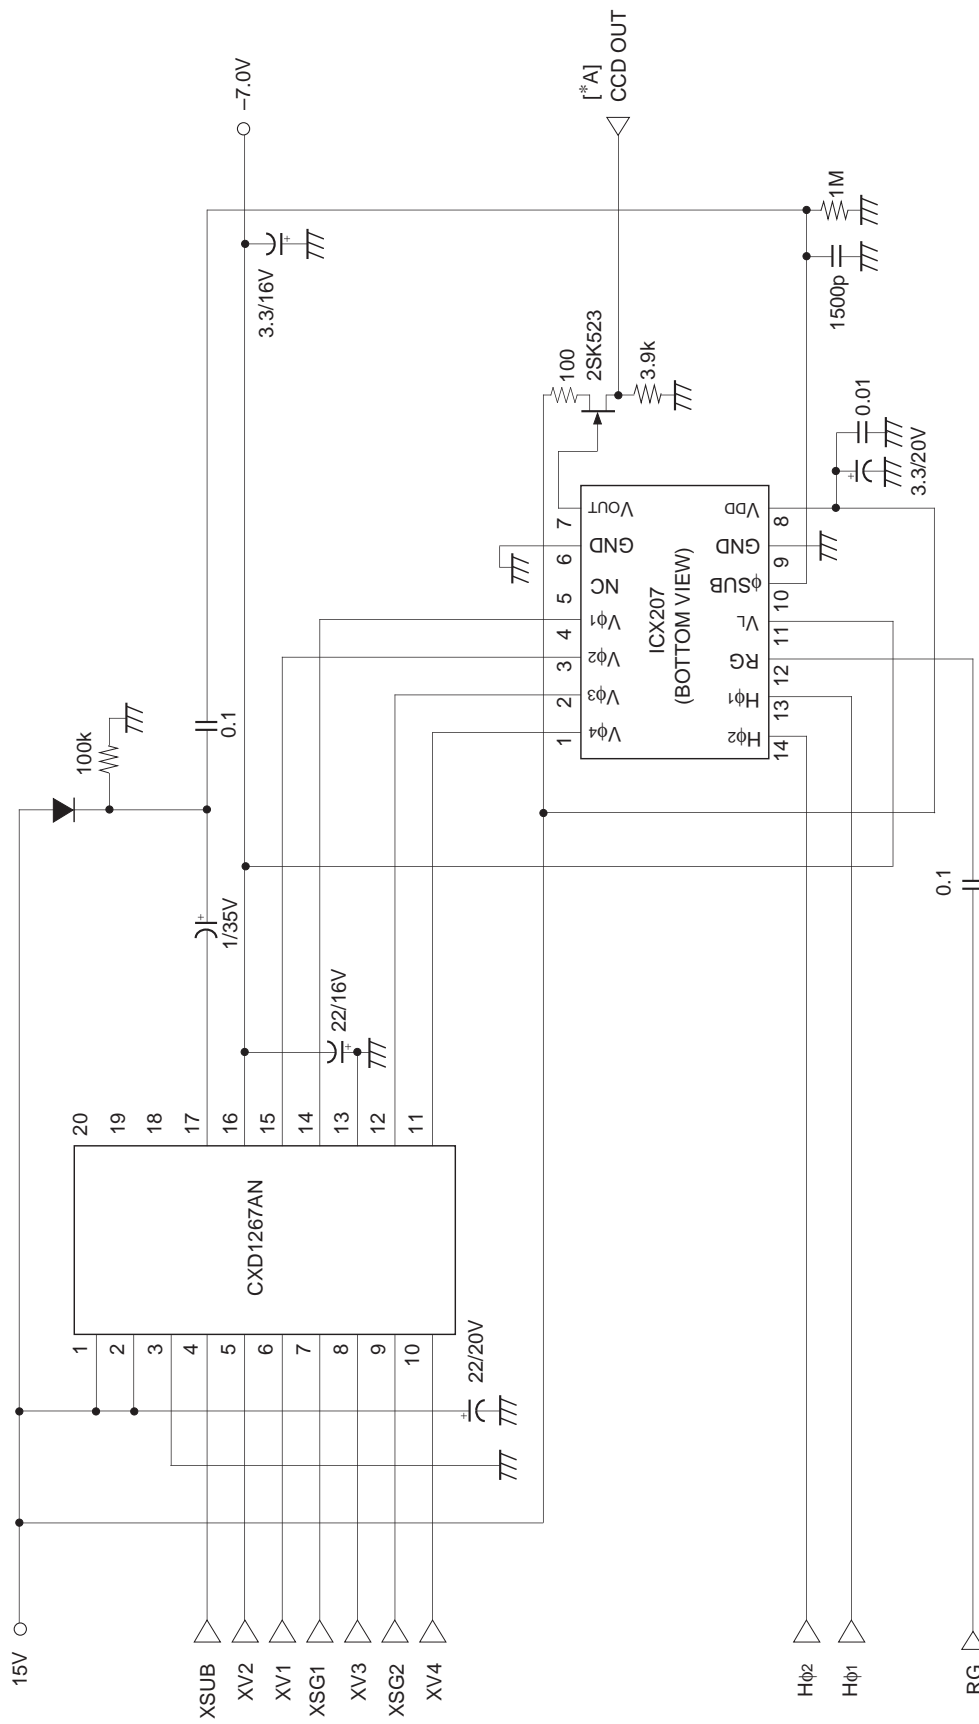 15V
XSUB
XV2
XV1
XSG1
XV3
XSG2
XV4
Hϕ2
Hϕ1
RG
22/20V
1
2
3
4
5
6
7
8
9
10
CXD1267AN
20
19
18
17
16
15
14
13
12
11
22/16V
1/35V
100k
0.1
0.1
–7.0V
3.3/16V
[*A]
CCD OUT
100
2SK523
3.9k
1M
1500p
0.01
3.3/20V
ICX207
(BOTTOM VIEW)
1
2
3
4
5
6
7
Vϕ4
Vϕ3
Vϕ2
Vϕ1
NC
GND
VOUT
Hϕ2
Hϕ1
RG
VL
ϕSUB
GND
VDD
14
13
12
11
10
9
8